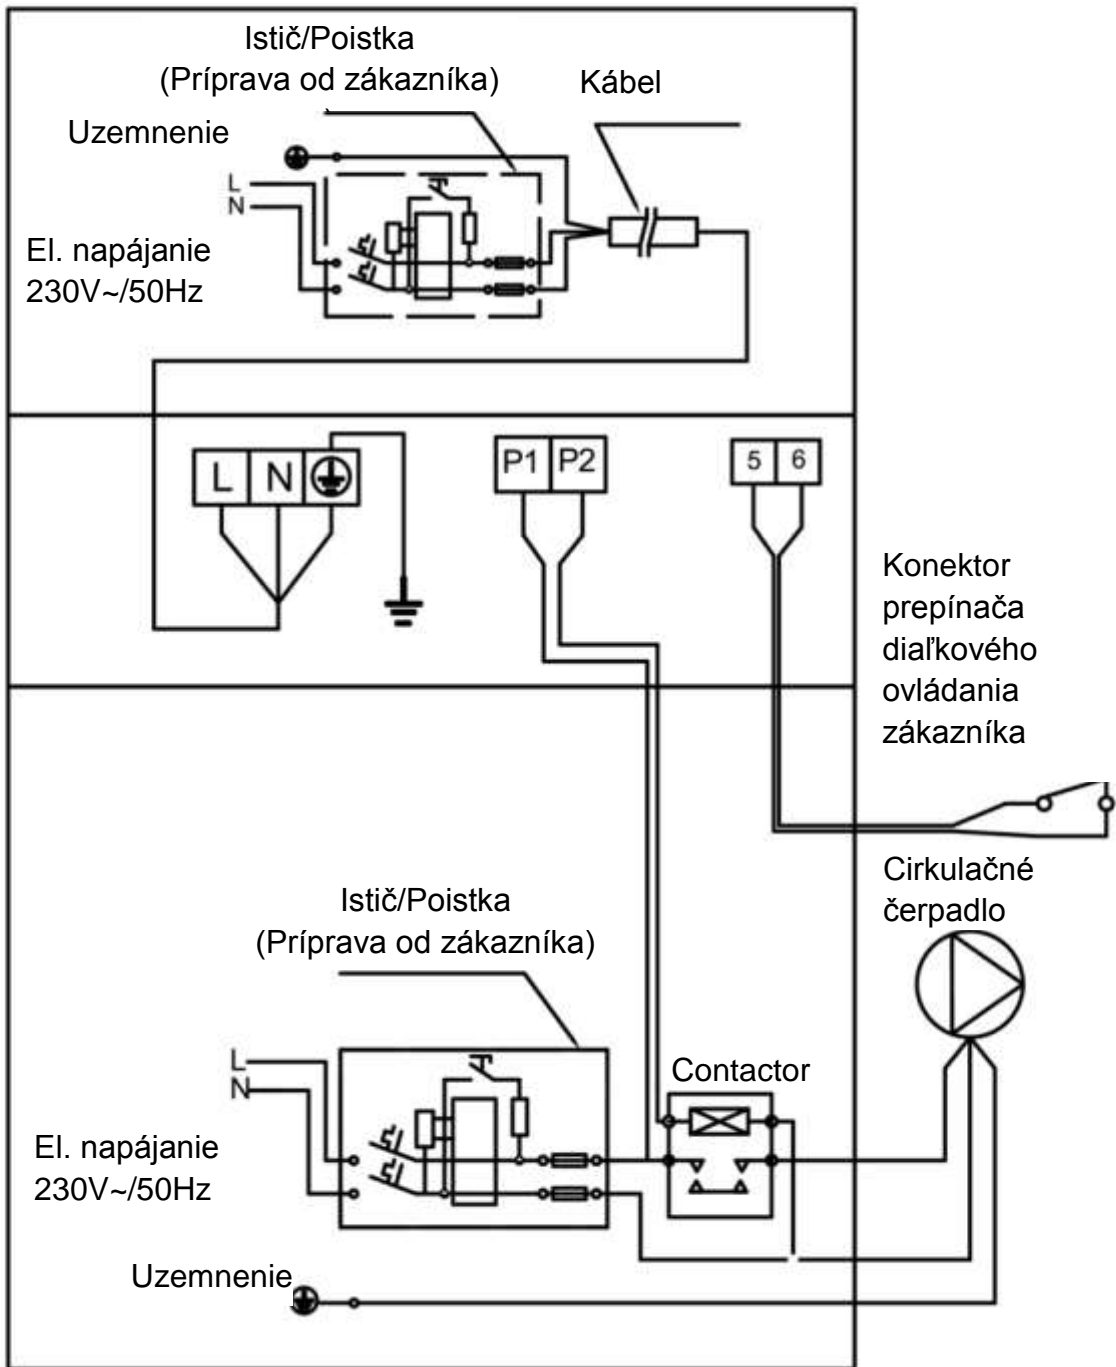 Istič/Poistka
(Príprava od zákazníka)
Kábel
Uzemnenie
L
N
El. napájanie
230V~/50Hz
L N
P1 P2
5 6
Konektor
prepínača
diaľkového
ovládania
zákazníka
Cirkulačné
čerpadlo
Istič/Poistka
(Príprava od zákazníka)
L
N
Contactor
El. napájanie
230V~/50Hz
Uzemnenie